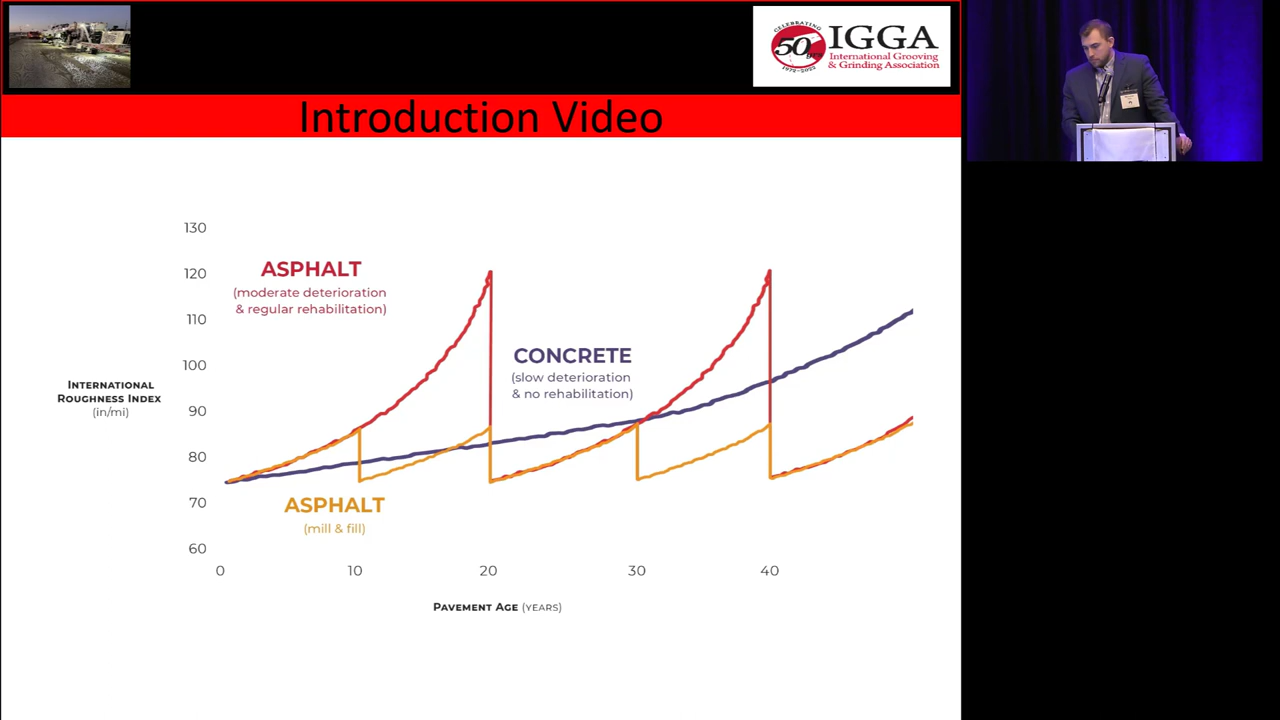 CELEBRATING
50
YEARS
1972-2022
IGGA
International Grooving
& Grinding Association
Introduction Video
130
120
110
100
90
80
70
60
ASPHALT
(moderate deterioration
& regular rehabilitation)
CONCRETE
(slow deterioration
& no rehabilitation)
INTERNATIONAL
ROUGHNESS INDEX
(in/mi)
ASPHALT
(mill & fill)
0
10
20
30
40
PAVEMENT AGE (YEARS)